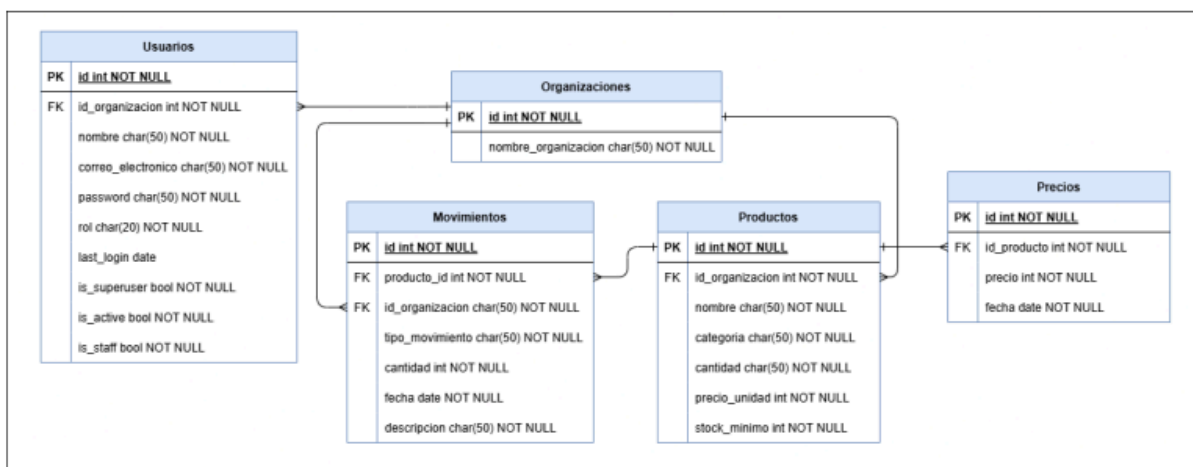 Usuarios
PK id int NOT NULL
FK id_organizacion int NOT NULL
nombre char(50) NOT NULL
correo_electronico char(50) NOT NULL
password char(50) NOT NULL
rol char(20) NOT NULL
last_login date
is_superuser bool NOT NULL
is_active bool NOT NULL
is_staff bool NOT NULL
Organizaciones
PK id int NOT NULL
nombre_organizacion char(50) NOT NULL
Movimientos
PK id int NOT NULL
FK producto_id int NOT NULL
FK id_organizacion char(50) NOT NULL
tipo_movimiento char(50) NOT NULL
cantidad int NOT NULL
fecha date NOT NULL
descripcion char(50) NOT NULL
Productos
PK id int NOT NULL
FK id_organizacion int NOT NULL
nombre char(50) NOT NULL
categoria char(50) NOT NULL
cantidad char(50) NOT NULL
precio_unidad int NOT NULL
stock_minimo int NOT NULL
Precios
PK id int NOT NULL
FK id_producto int NOT NULL
precio int NOT NULL
fecha date NOT NULL